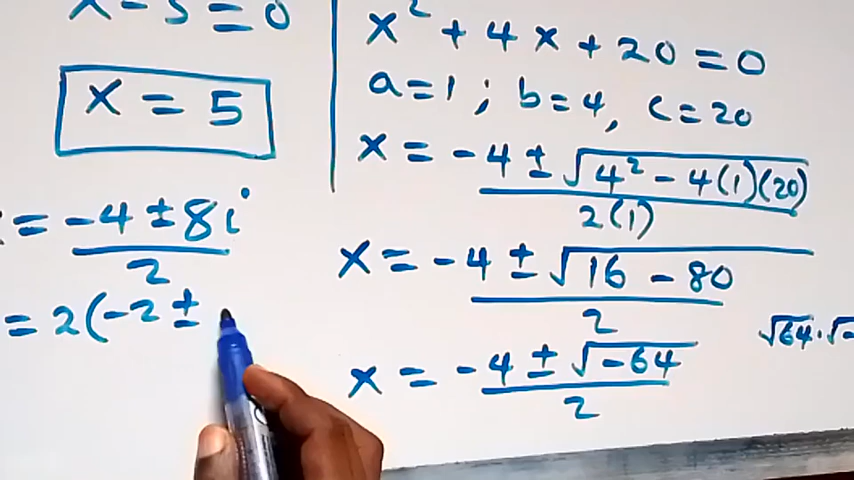 x - 5 = 0
x = 5
x = -4 ± 8i / 2
= 2(-2 ±
x² + 4x + 20 = 0
a = 1 ; b = 4, c = 20
x = -4 ± √4² - 4(1)(20) / 2(1)
x = -4 ± √16 - 80 / 2
x = -4 ± √-64 / 2
√64 · √-